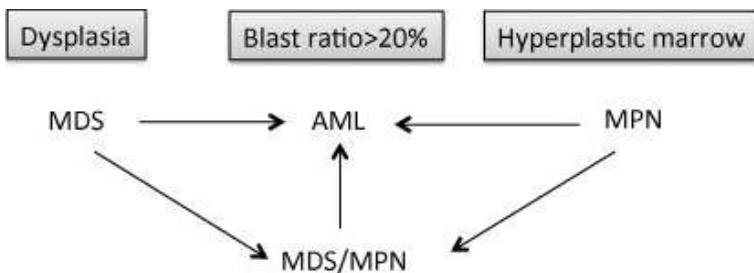 Dysplasia
Blast ratio>20%
Hyperplastic marrow
MDS
AML
MPN
MDS/MPN